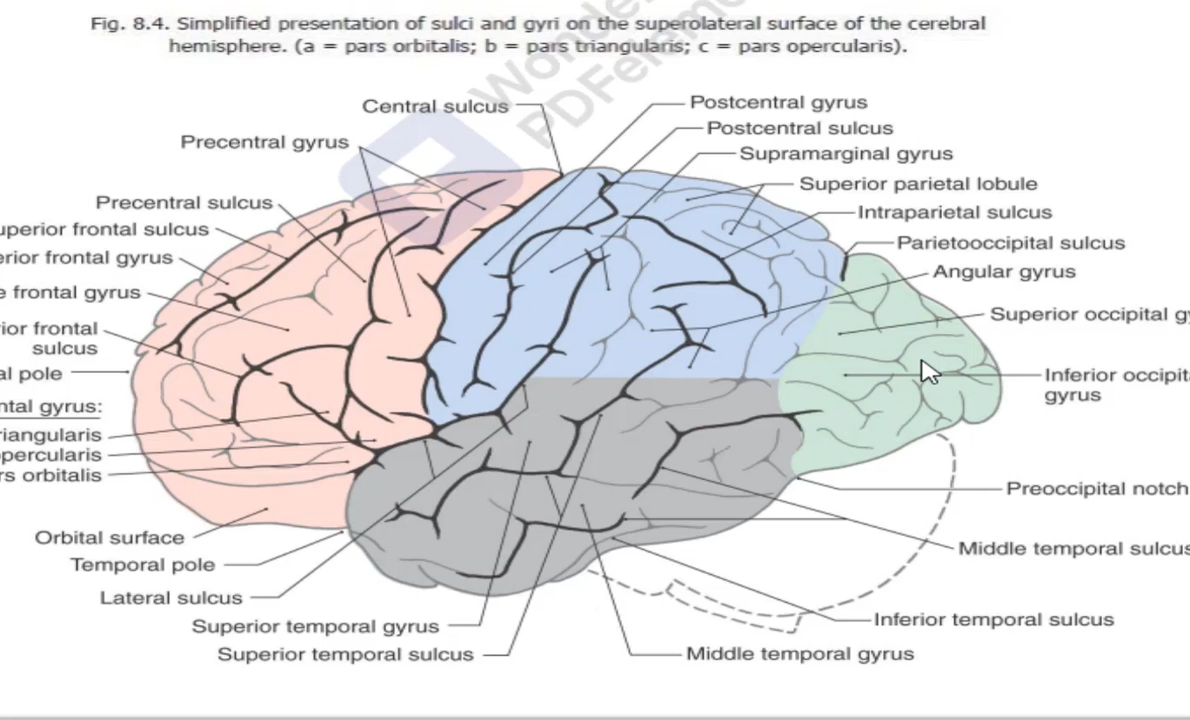 Fig. 8.4. Simplified presentation of sulci and gyri on the superolateral surface of the cerebral
hemisphere. (a = pars orbitalis; b = pars triangularis; c = pars opercularis).
Central sulcus
Postcentral gyrus
Postcentral sulcus
Precentral gyrus
Supramarginal gyrus
Superior parietal lobule
Precentral sulcus
Intraparietal sulcus
uperior frontal sulcus
Parietooccipital sulcus
erior frontal gyrus
Angular gyrus
e frontal gyrus
Superior occipital gy
rior frontal
sulcus
al pole
Inferior occipit
gyrus
ntal gyrus:
riangularis
percularis
rs orbitalis
Preoccipital notch
Orbital surface
Middle temporal sulcus
Temporal pole
Lateral sulcus
Inferior temporal sulcus
Superior temporal gyrus
Superior temporal sulcus
Middle temporal gyrus
Wondes
PDFeleme